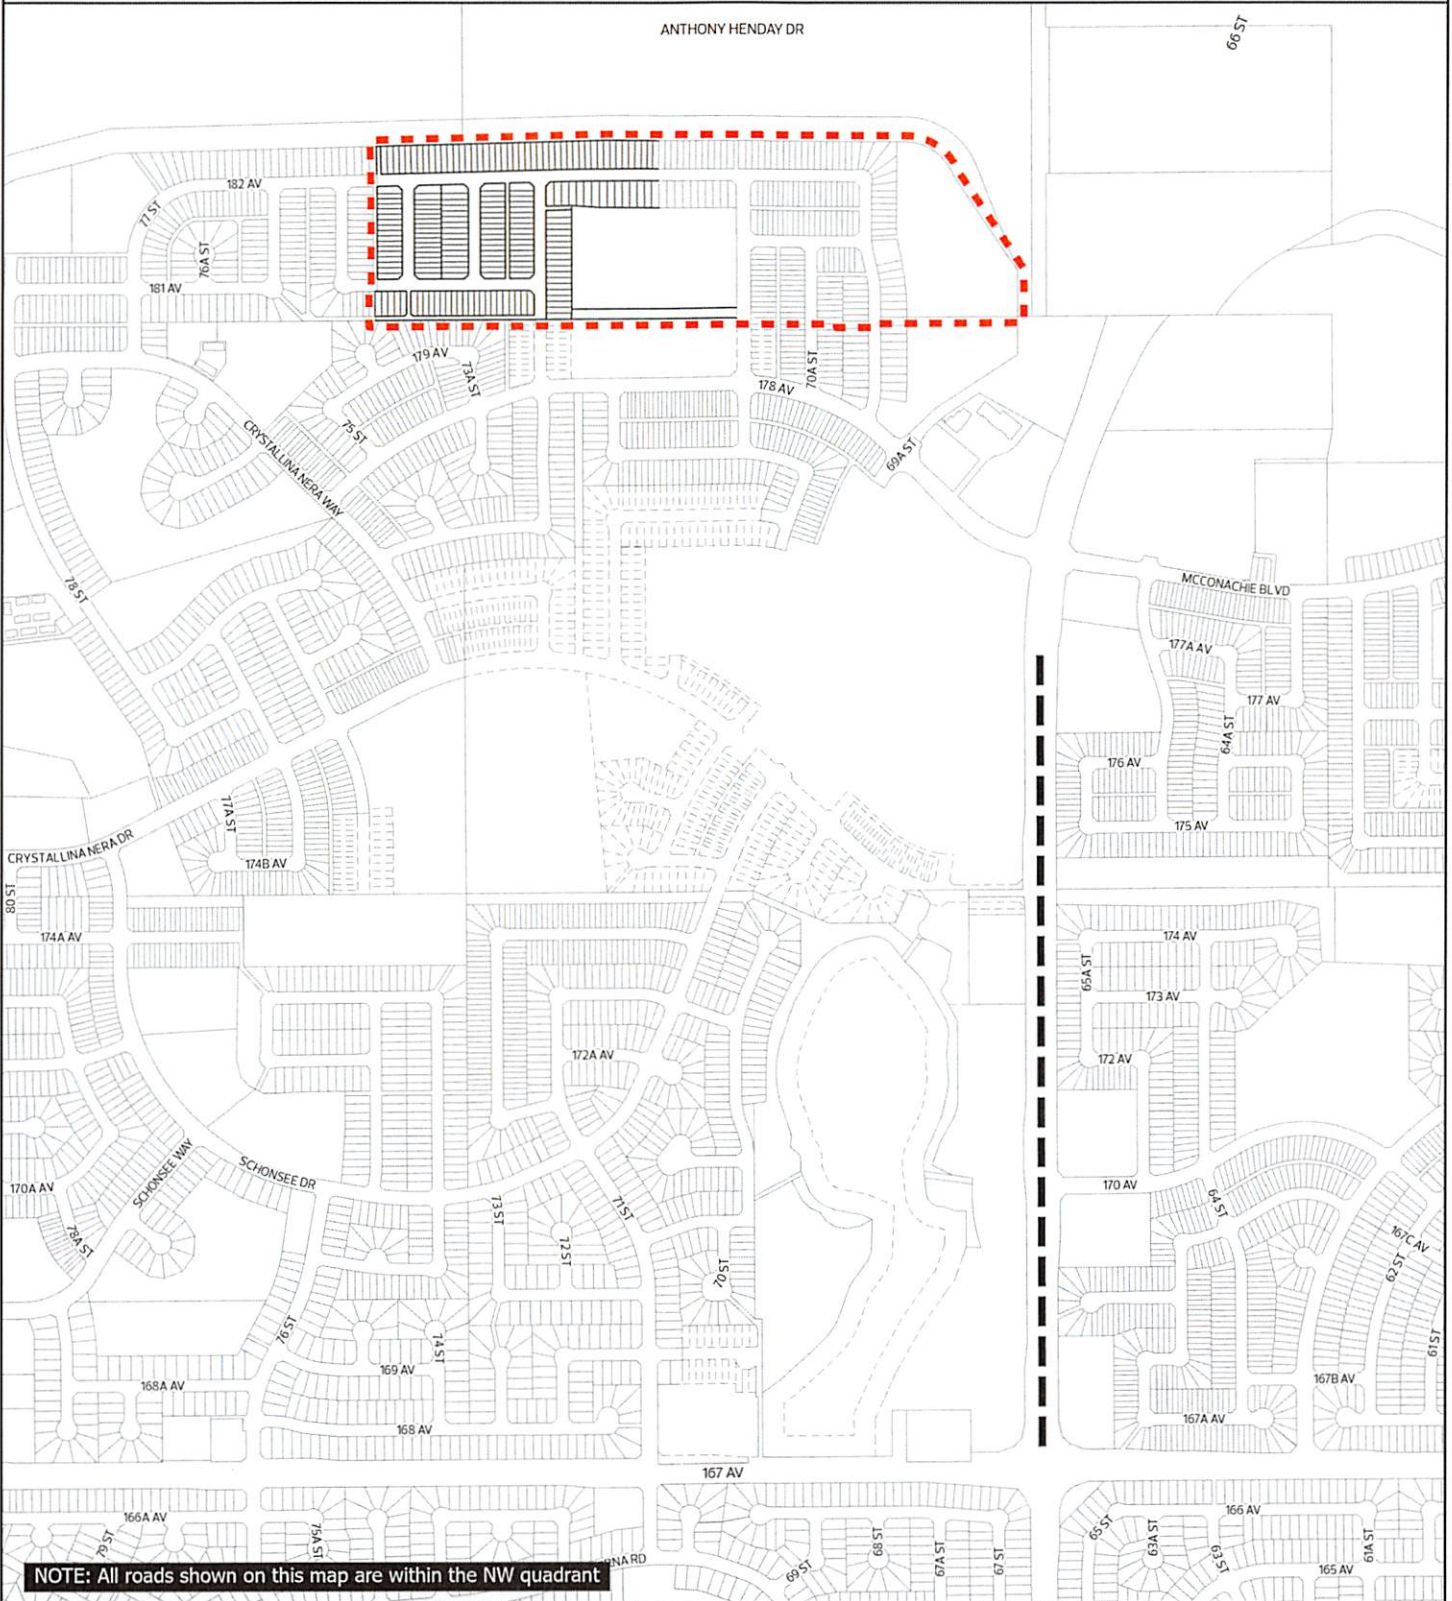 ANTHONY HENDAY DR
66 ST
182 AV
77 ST
76A ST
181 AV
179 AV
73A ST
178 AV
70A ST
75 ST
CRYSTALLINA NERA WAY
69A ST
78 ST
MCCONACHIE BLVD
177A AV
177 AV
64A ST
176 AV
175 AV
77A ST
CRYSTALLINA NERA DR
174B AV
80 ST
174A AV
174 AV
65A ST
173 AV
172A AV
172 AV
SCHONSEE WAY
SCHONSEE DR
170A AV
170 AV
73 ST
71 ST
64 ST
78A ST
72 ST
70 ST
167C AV
62 ST
76 ST
74 ST
61 ST
169 AV
168A AV
167B AV
168 AV
167A AV
167 AV
166A AV
166 AV
79 ST
75A ST
68 ST
67A ST
67 ST
65 ST
63A ST
63 ST
61A ST
69 ST
RNA RD
165 AV
NOTE: All roads shown on this map are within the NW quadrant